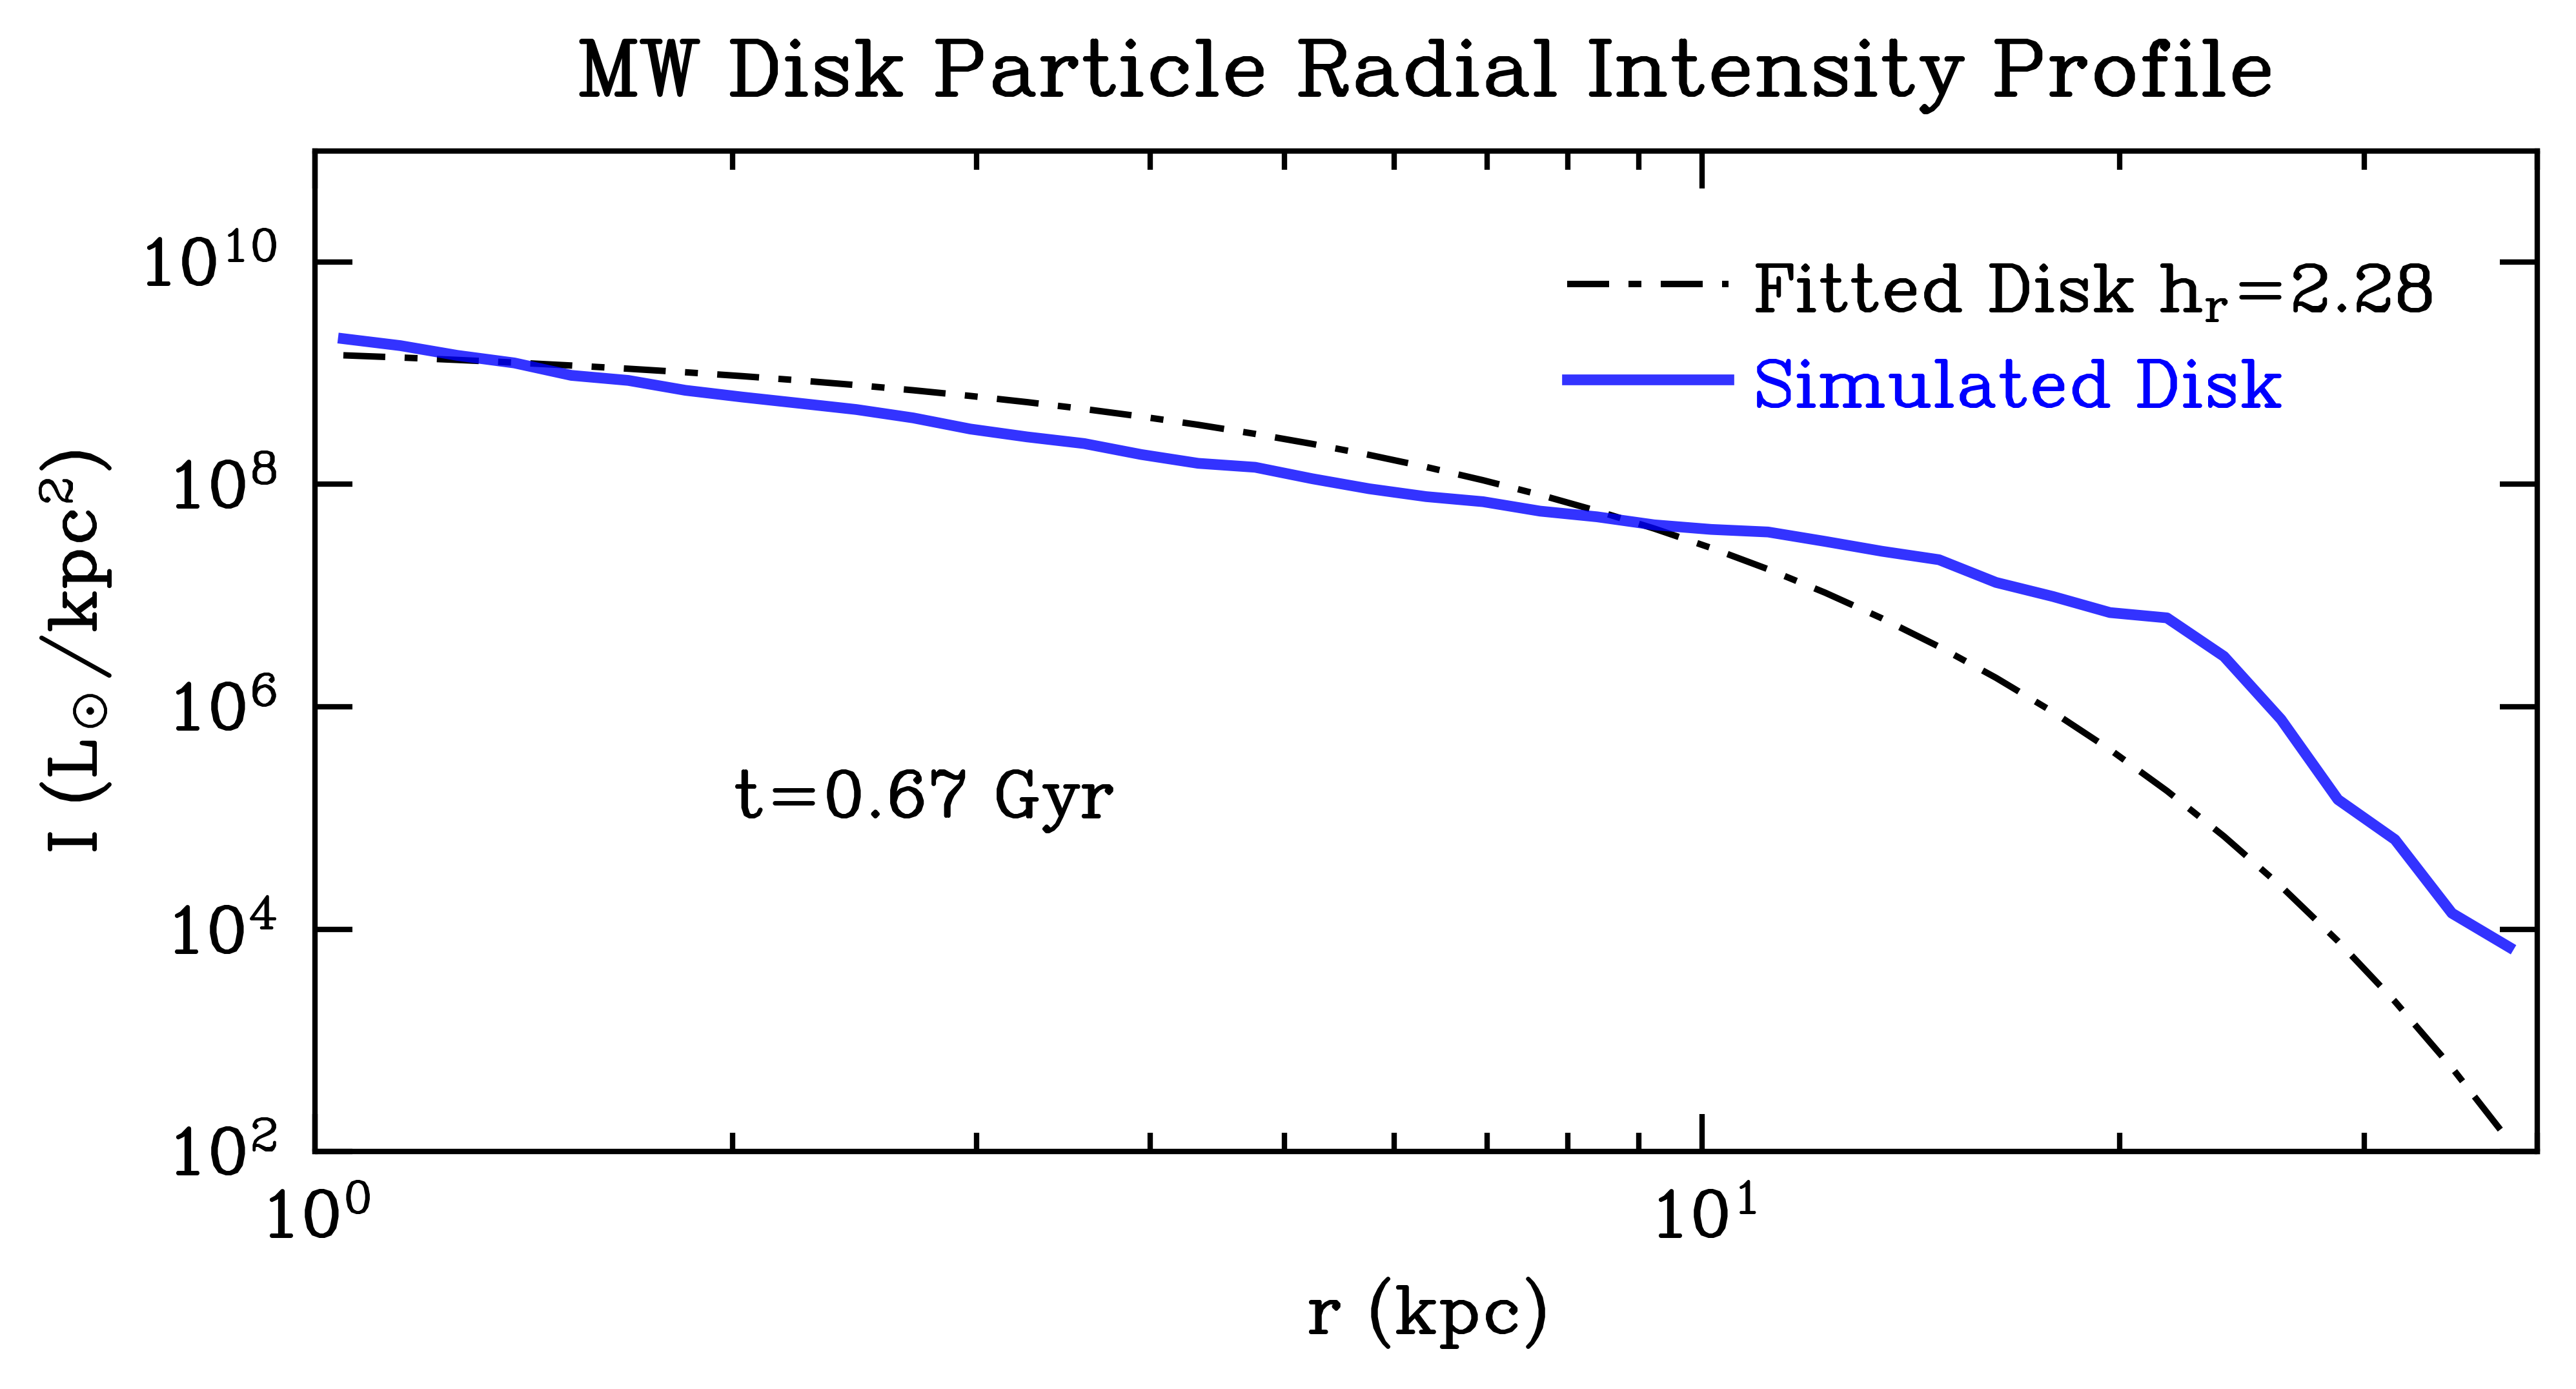 MW Disk Particle Radial Intensity Profile
10¹⁰
10⁸
10⁶
10⁴
10²
I (L⊙/kpc²)
Fitted Disk hᵣ=2.28
Simulated Disk
t=0.67 Gyr
10⁰
10¹
r (kpc)